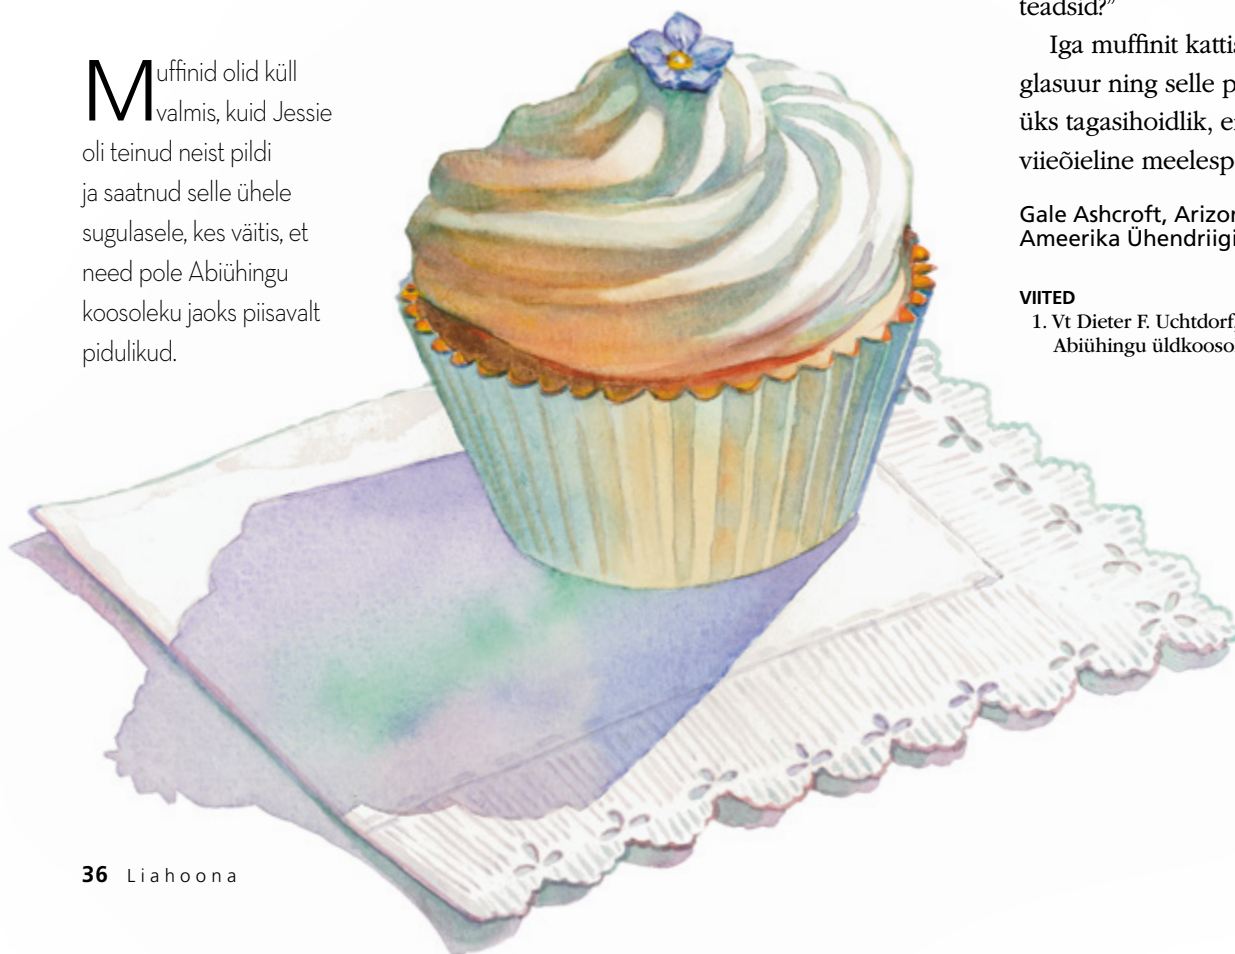 Muffinid olid küll
valmis, kuid Jessie
oli teinud neist pildi
ja saatnud selle ühele
sugulasele, kes väitis, et
need pole Abiühingu
koosoleku jaoks piisavalt
pidulikud.
teadsid?”
Iga muffinit kattis
glasuur ning selle p
üks tagasihoidlik, e
viieõieline meelesp
Gale Ashcroft, Arizon
Ameerika Ühendriigi
VIITED
1. Vt Dieter F. Uchtdorf,
Abiühingu üldkooso
36 Liahoona